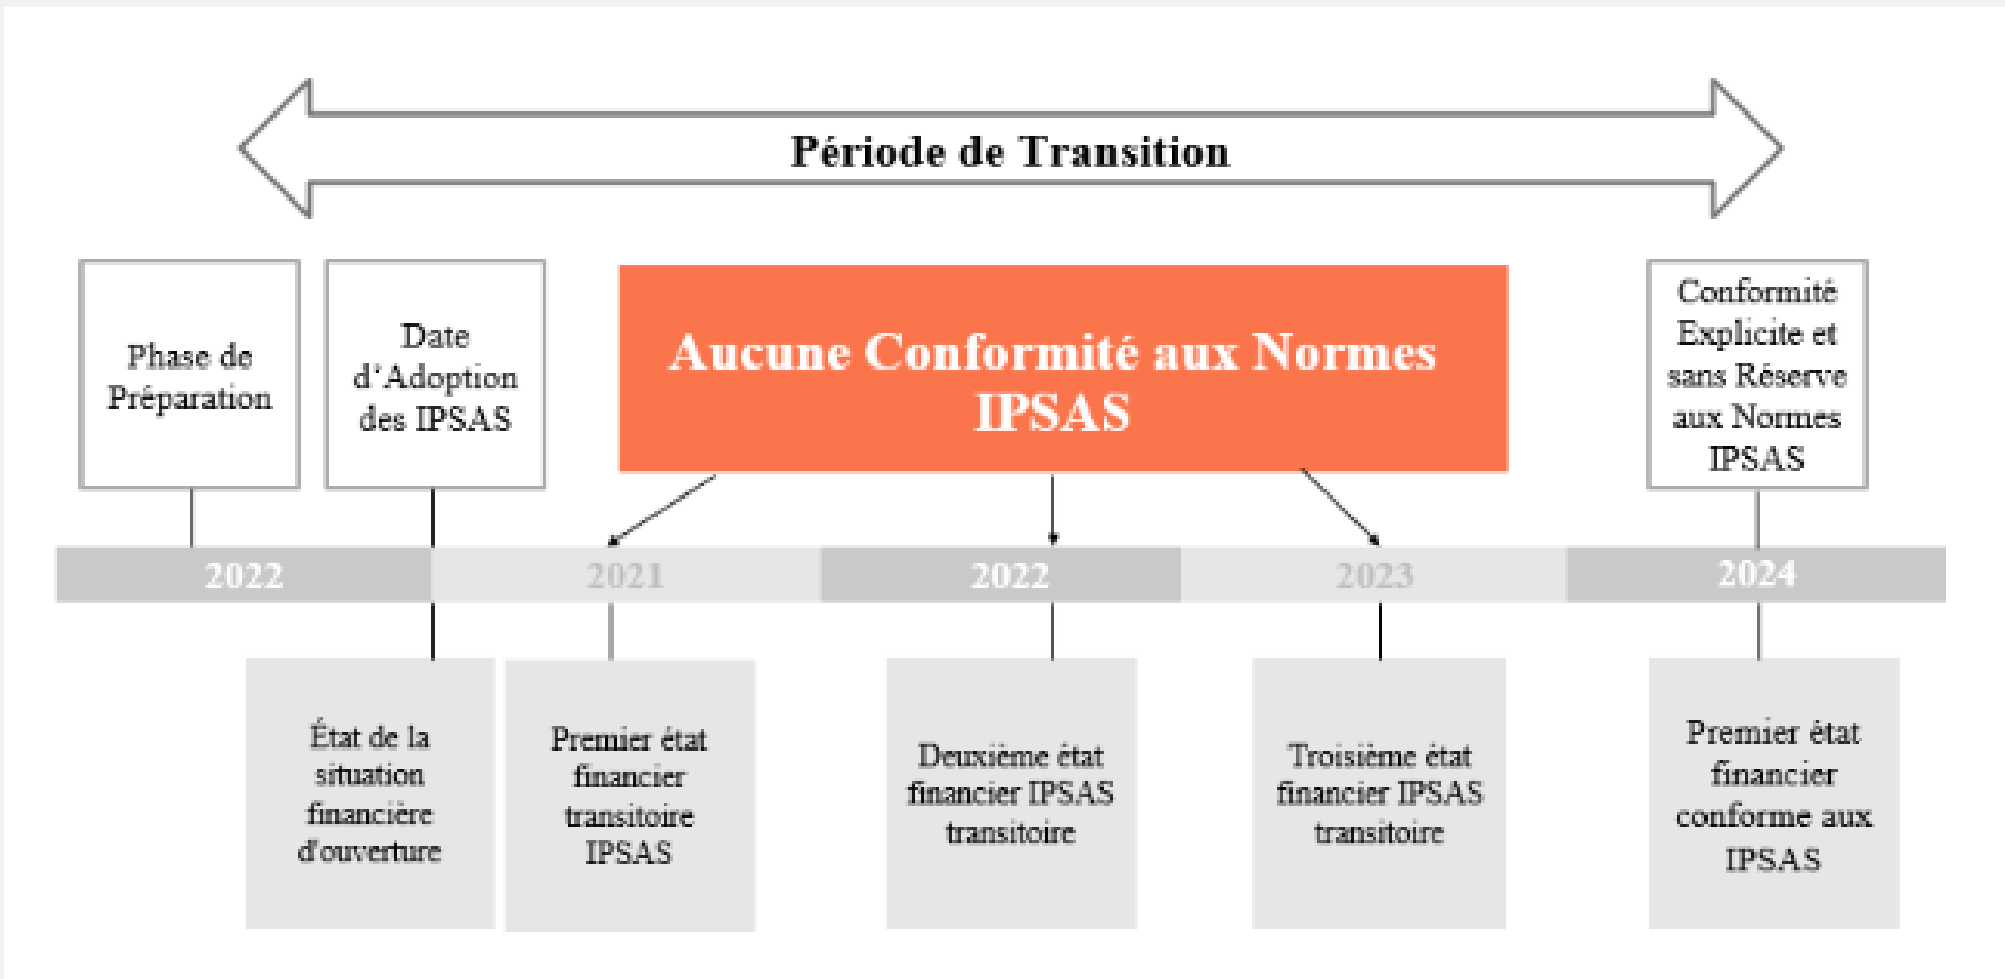 Période de Transition
Phase de
Préparation
Date
d'Adoption
des IPSAS
Aucune Conformité aux Normes
IPSAS
Conformité
Explicite et
sans Réserve
aux Normes
IPSAS
2022
2021
2022
2023
2024
État de la
situation
financière
d'ouverture
Premier état
financier
transitoire
IPSAS
Deuxième état
financier IPSAS
transitoire
Troisième état
financier IPSAS
transitoire
Premier état
financier
conforme aux
IPSAS